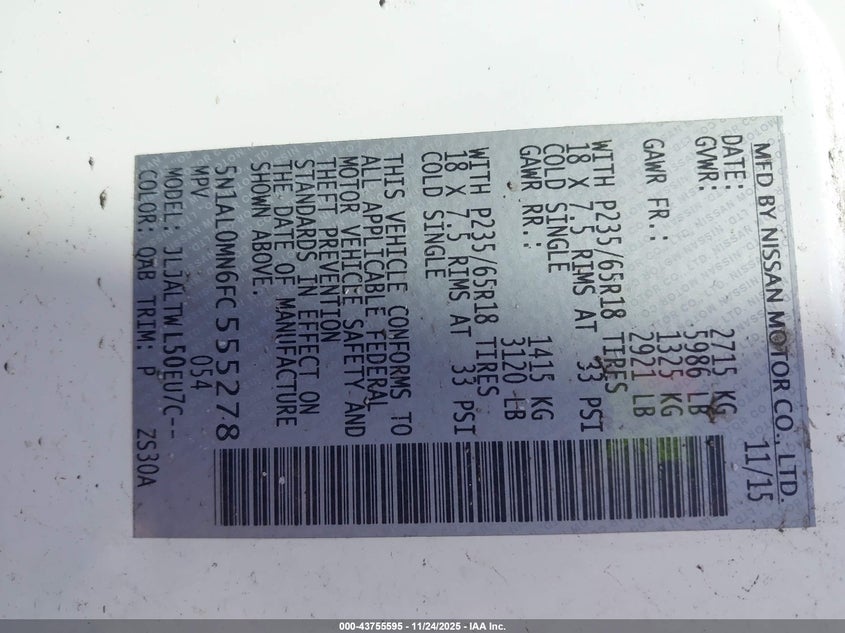 MFD BY NISSAN MOTOR CO., LTD.
DATE: 11/15
GVWR: 2715 KG
5986 LB
GAWR FR.: 1325 KG
2921 LB
WITH P235/65R18 TIRES
18 X 7.5 RIMS AT 33 PSI
COLD SINGLE
GAWR RR.: 1415 KG
3120 LB
WITH P235/65R18 TIRES
18 X 7.5 RIMS AT 33 PSI
COLD SINGLE
THIS VEHICLE CONFORMS TO
ALL APPLICABLE FEDERAL
MOTOR VEHICLE SAFETY AND
THEFT PREVENTION
STANDARDS IN EFFECT ON
THE DATE OF MANUFACTURE
SHOWN ABOVE.
5N1AL0MN6FC555278
MPV 054
MODEL: JLJALTWL50EU7C--
COLOR: QAB TRIM: P ZS30A
000-43755595 - 11/24/2025 - IAA Inc.